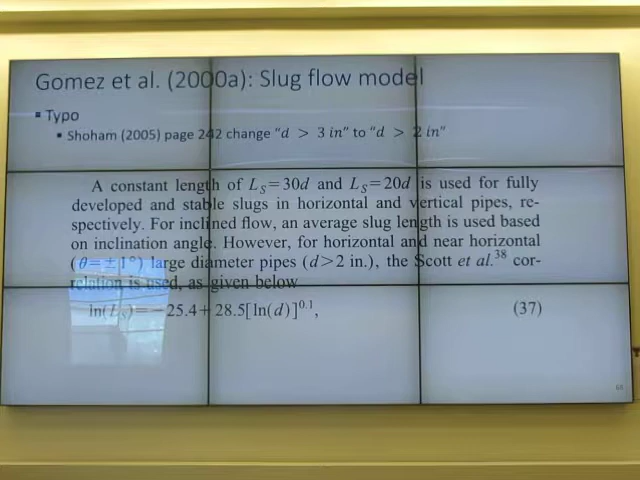 Gomez et al. (2000a): Slug flow model
▪ Typo
▪ Shoham (2005) page 242 change "d > 3 in" to "d > 2 in"
A constant length of L_S=30d and L_S=20d is used for fully
developed and stable slugs in horizontal and vertical pipes, re-
spectively. For inclined flow, an average slug length is used based
on inclination angle. However, for horizontal and near horizontal
(θ=±1°) large diameter pipes (d>2 in.), the Scott et al.³⁸ cor-
relation is used, as given below
ln(L_S)=−25.4+28.5[ln(d)]^0.1, (37)